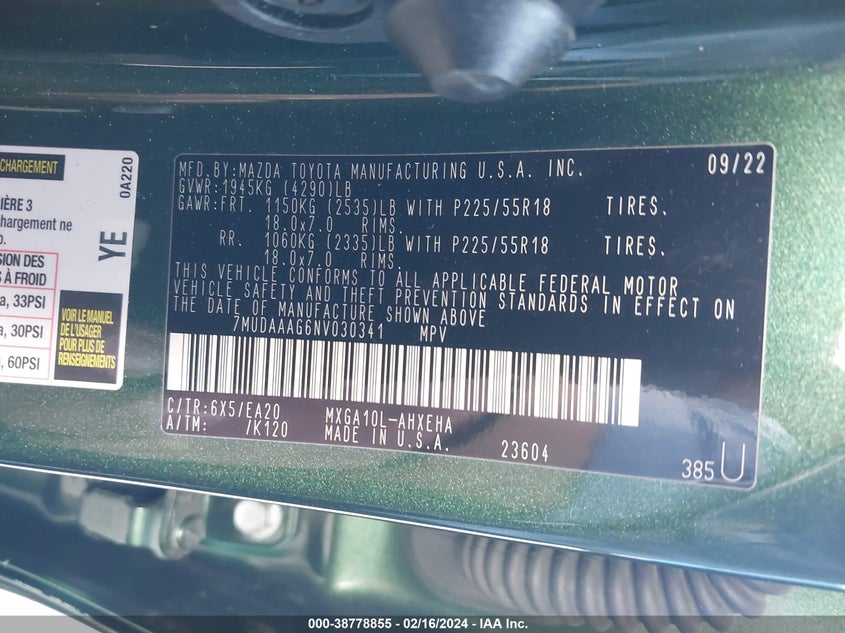 CHARGEMENT
0A220
IÈRE 3
chargement ne
YE
SION DES
À FROID
a, 33PSI
a, 30PSI
, 60PSI
VOIR LE MANUEL
DE L'USAGER
POUR PLUS DE
RENSEIGNEMENTS
MFD.BY:MAZDA TOYOTA MANUFACTURING U.S.A. INC. 09/22
GVWR:1945KG (4290)LB
GAWR:FRT. 1150KG (2535)LB WITH P225/55R18 TIRES.
18.0x7.0 RIMS.
RR. 1060KG (2335)LB WITH P225/55R18 TIRES.
18.0x7.0 RIMS.
THIS VEHICLE CONFORMS TO ALL APPLICABLE FEDERAL MOTOR
VEHICLE SAFETY AND THEFT PREVENTION STANDARDS IN EFFECT ON
THE DATE OF MANUFACTURE SHOWN ABOVE
7MUDAAAG6NV030341 MPV
C/TR:6X5/EA20 MXGA10L-AHXEHA
A/TM: /K120 MADE IN U.S.A. 23604
385 U
000-38778855 - 02/16/2024 - IAA Inc.